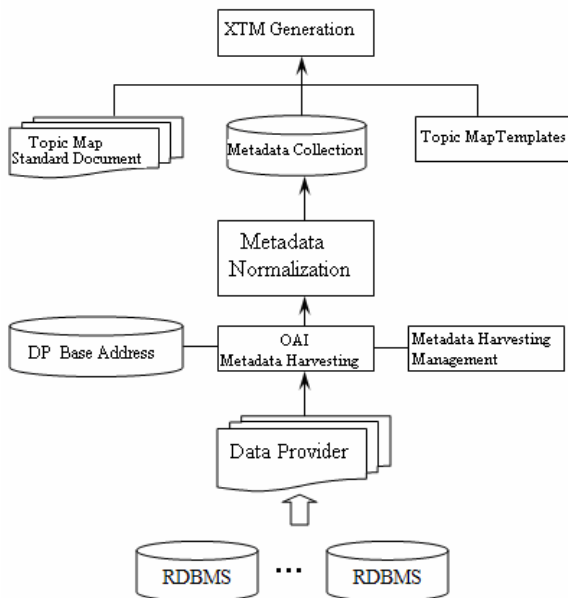 XTM Generation
Topic Map
Standard Document
Metadata Collection
Topic MapTemplates
Metadata
Normalization
DP Base Address
OAI
Metadata Harvesting
Metadata Harvesting
Management
Data Provider
RDBMS
...
RDBMS